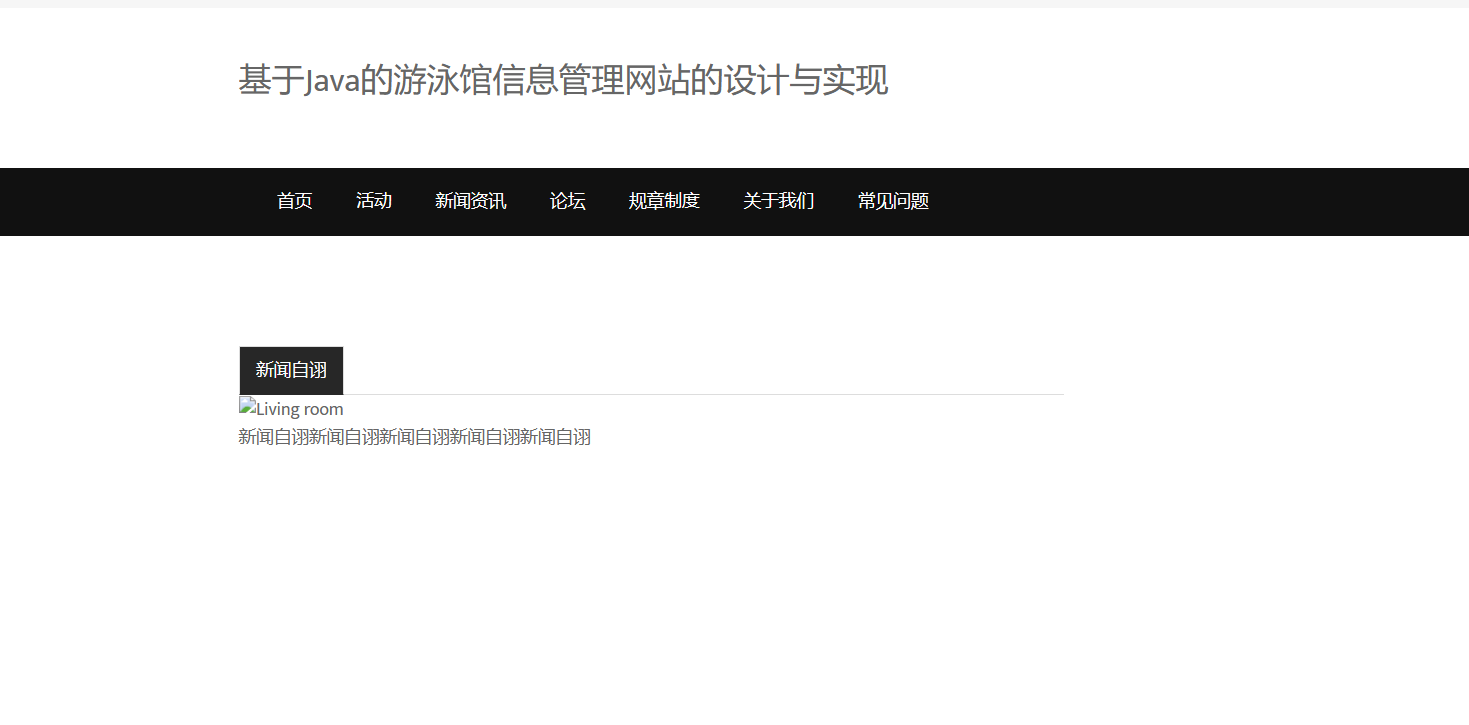 基于Java的游泳馆信息管理网站的设计与实现
首页 活动 新闻资讯 论坛 规章制度 关于我们 常见问题
新闻自诩
Living room
新闻自诩新闻自诩新闻自诩新闻自诩新闻自诩